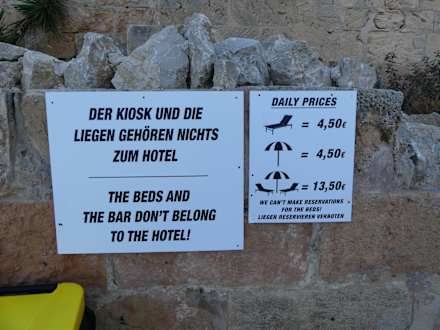 DER KIOSK UND DIE
LIEGEN GEHÖREN NICHTS
ZUM HOTEL
THE BEDS AND
THE BAR DON'T BELONG
TO THE HOTEL!
DAILY PRICES
= 4,50€
= 4,50€
= 13,50€
WE CAN'T MAKE RESERVATIONS
FOR THE BEDS!
LIEGEN RESERVIEREN VERBOTEN